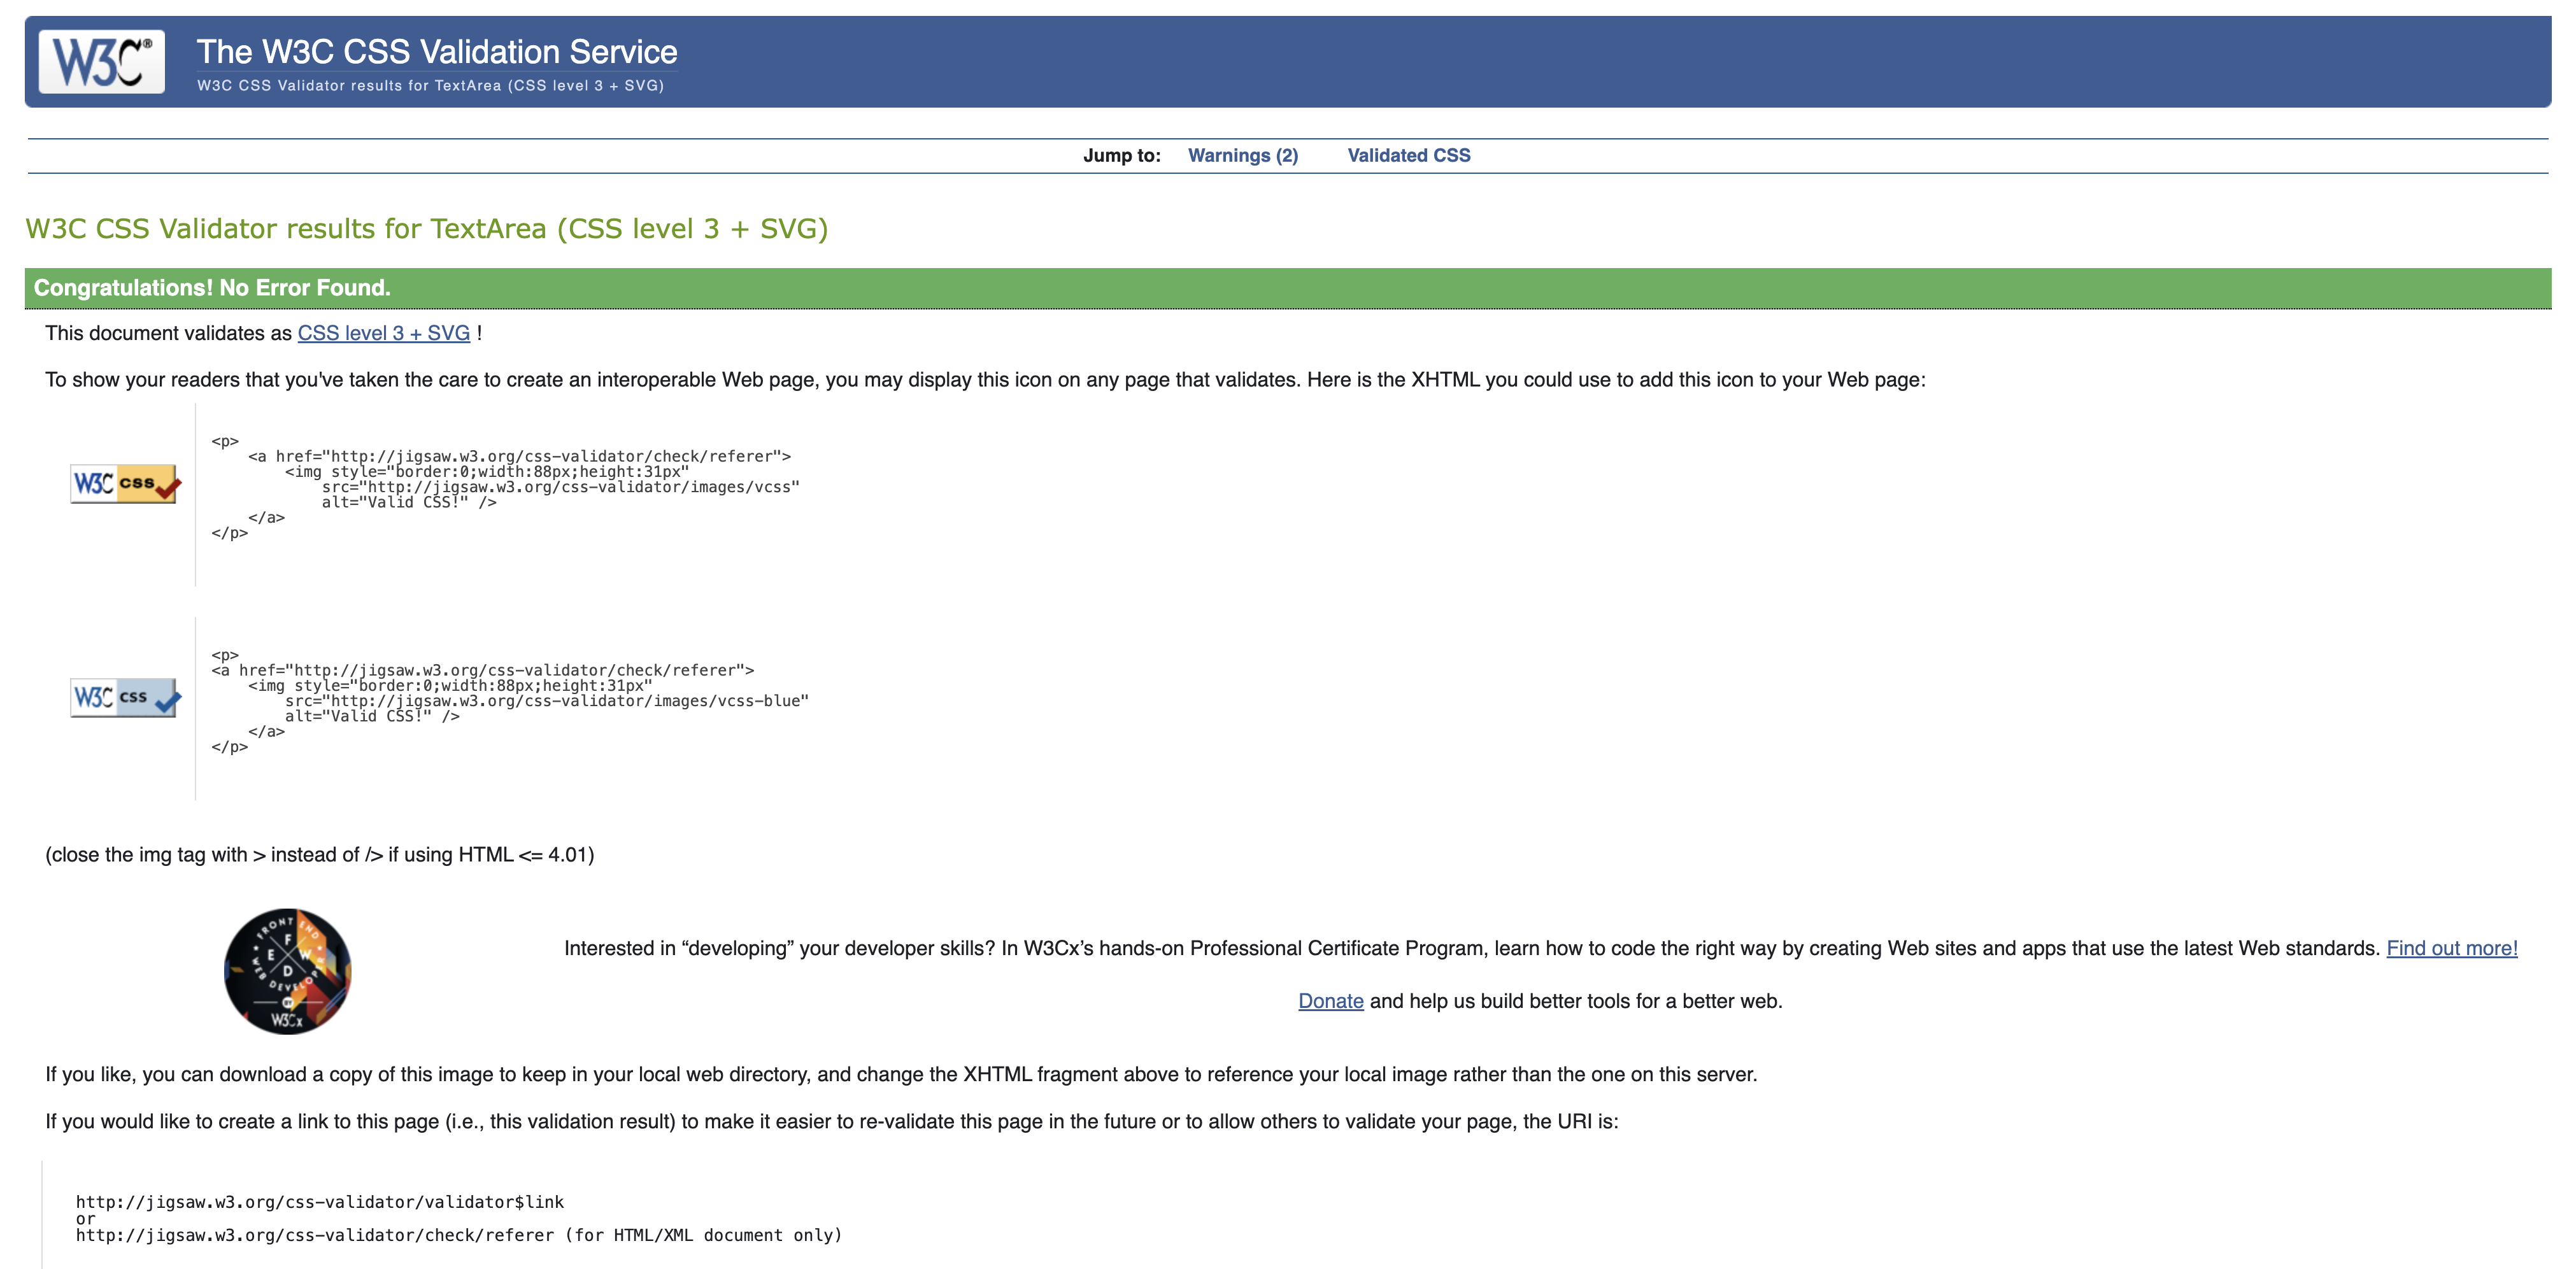 W3C®
The W3C CSS Validation Service
W3C CSS Validator results for TextArea (CSS level 3 + SVG)
Jump to: Warnings (2) Validated CSS
W3C CSS Validator results for TextArea (CSS level 3 + SVG)
Congratulations! No Error Found.
This document validates as CSS level 3 + SVG !
To show your readers that you've taken the care to create an interoperable Web page, you may display this icon on any page that validates. Here is the XHTML you could use to add this icon to your Web page:
W3C css
<p>
<a href="http://jigsaw.w3.org/css-validator/check/referer">
<img style="border:0;width:88px;height:31px"
src="http://jigsaw.w3.org/css-validator/images/vcss"
alt="Valid CSS!" />
</a>
</p>
W3C css
<p>
<a href="http://jigsaw.w3.org/css-validator/check/referer">
<img style="border:0;width:88px;height:31px"
src="http://jigsaw.w3.org/css-validator/images/vcss-blue"
alt="Valid CSS!" />
</a>
</p>
(close the img tag with > instead of /> if using HTML <= 4.01)
FRONT END
F
E W
D
WEB DEVELOPER
BY
W3Cx
Interested in “developing” your developer skills? In W3Cx’s hands-on Professional Certificate Program, learn how to code the right way by creating Web sites and apps that use the latest Web standards. Find out more!
Donate and help us build better tools for a better web.
If you like, you can download a copy of this image to keep in your local web directory, and change the XHTML fragment above to reference your local image rather than the one on this server.
If you would like to create a link to this page (i.e., this validation result) to make it easier to re-validate this page in the future or to allow others to validate your page, the URI is:
http://jigsaw.w3.org/css-validator/validator$link
or
http://jigsaw.w3.org/css-validator/check/referer (for HTML/XML document only)